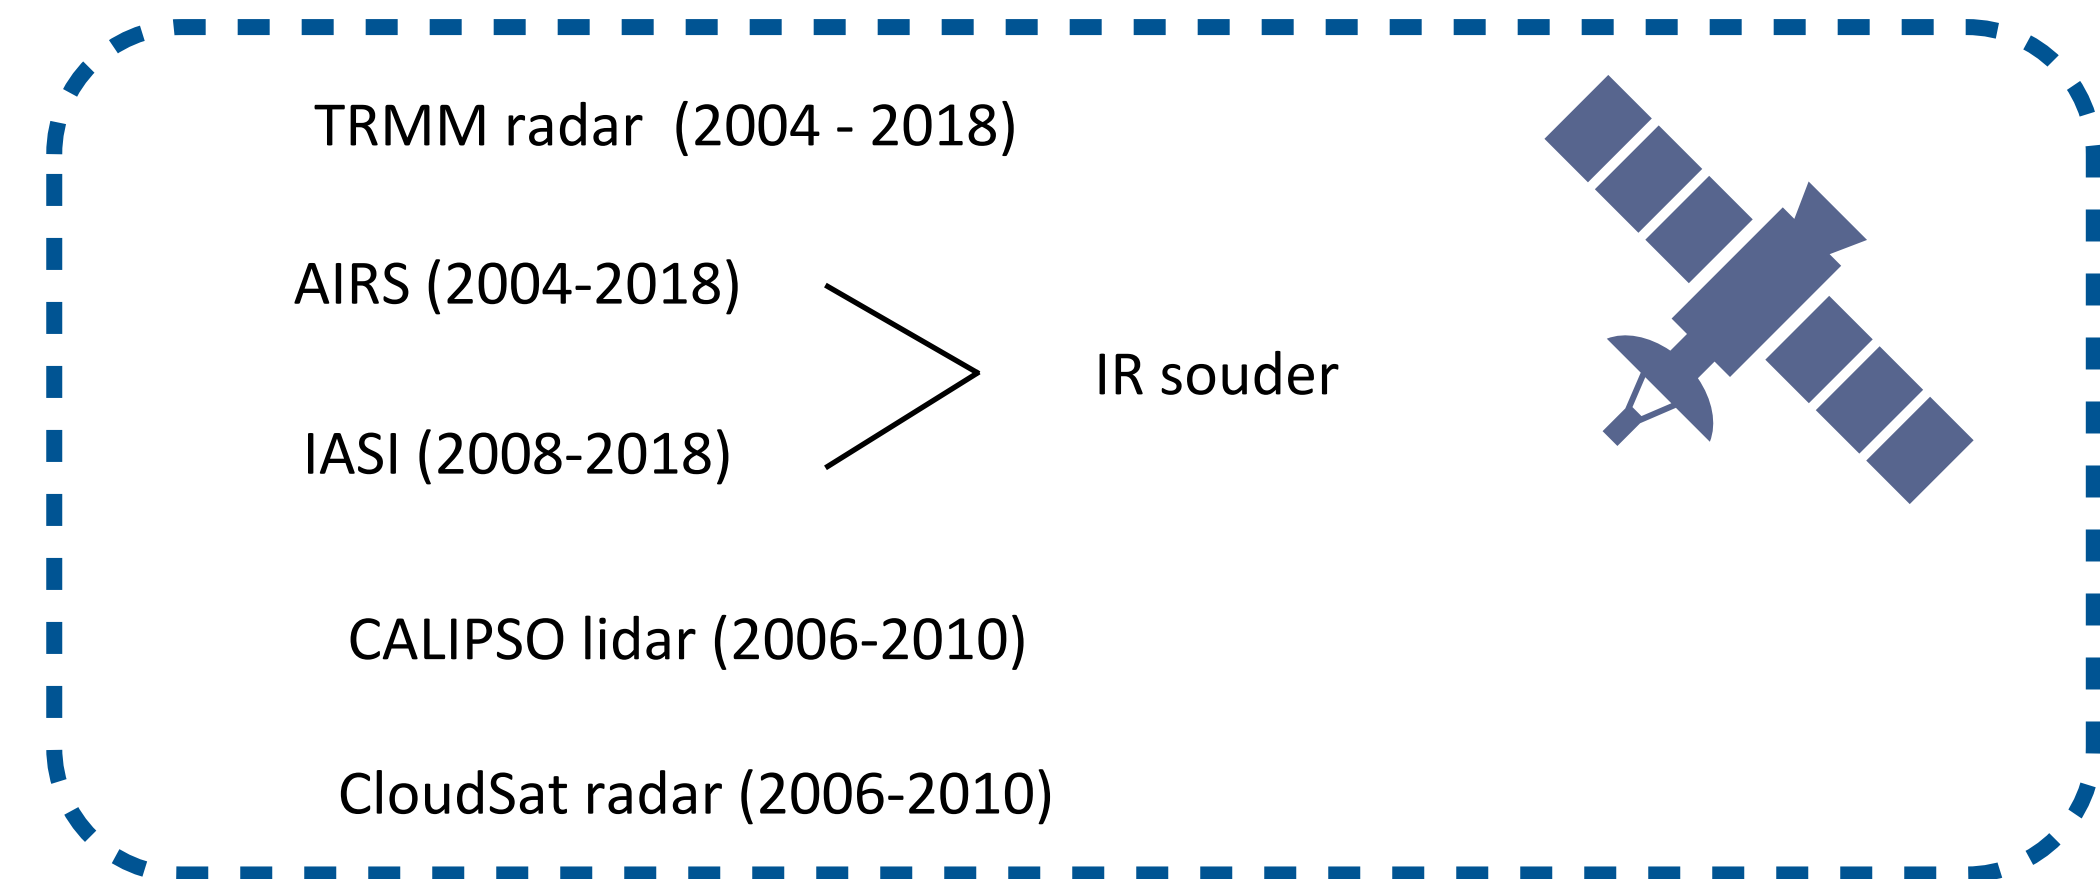 TRMM radar (2004 - 2018)
AIRS (2004-2018)
IR souder
IASI (2008-2018)
CALIPSO lidar (2006-2010)
CloudSat radar (2006-2010)